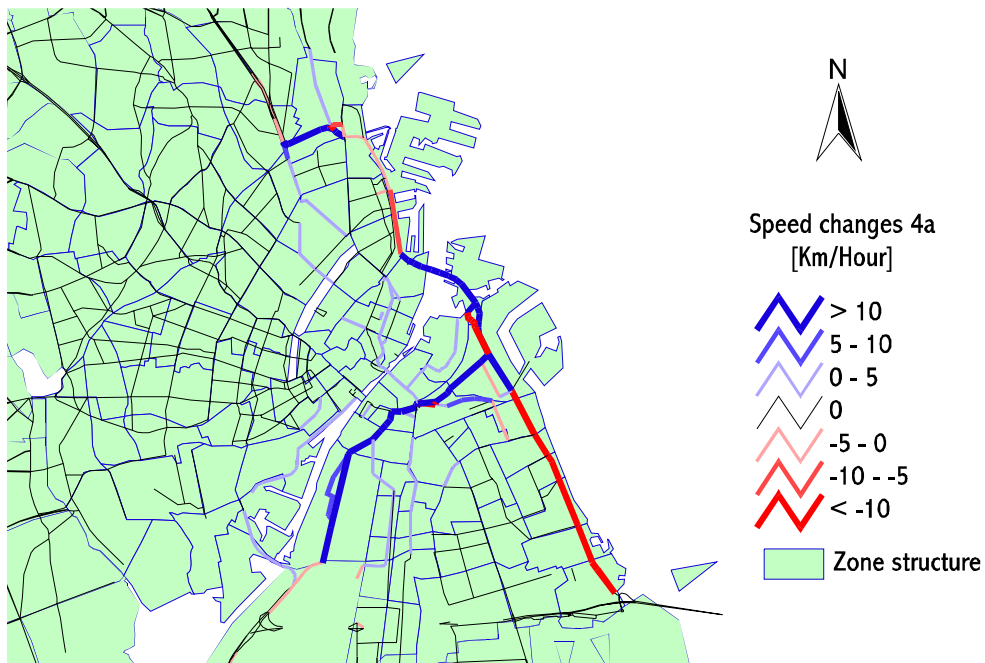 N
Speed changes 4a
[Km/Hour]
> 10
5 - 10
0 - 5
0
-5 - 0
-10 - -5
< -10
Zone structure